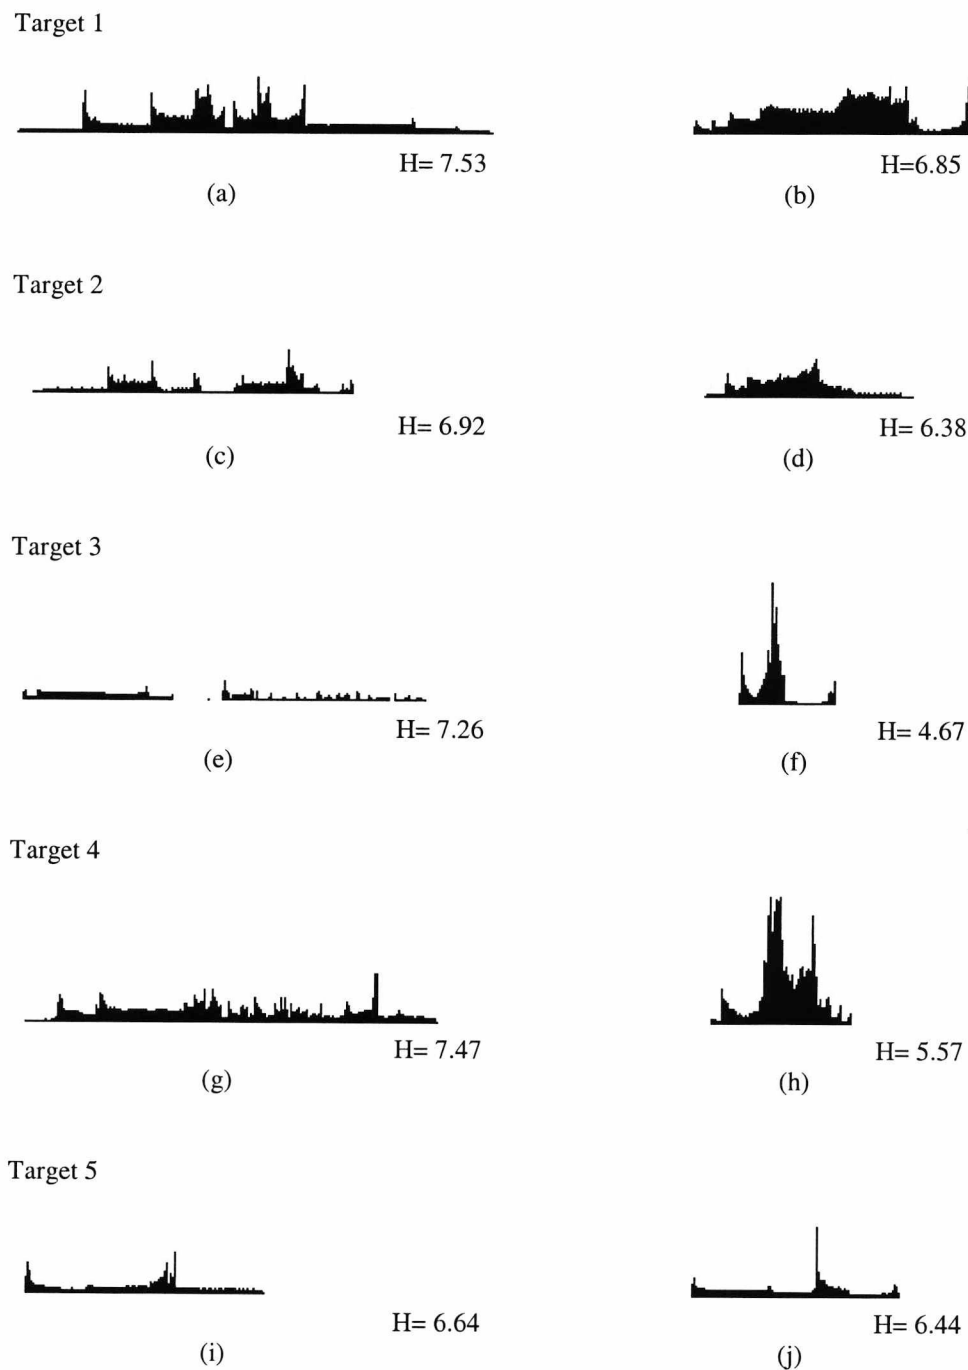 Target 1
H= 7.53
H=6.85
(a)
(b)
Target 2
H= 6.92
H= 6.38
(c)
(d)
Target 3
H= 7.26
H= 4.67
(e)
(f)
Target 4
H= 7.47
H= 5.57
(g)
(h)
Target 5
H= 6.64
H= 6.44
(i)
(j)